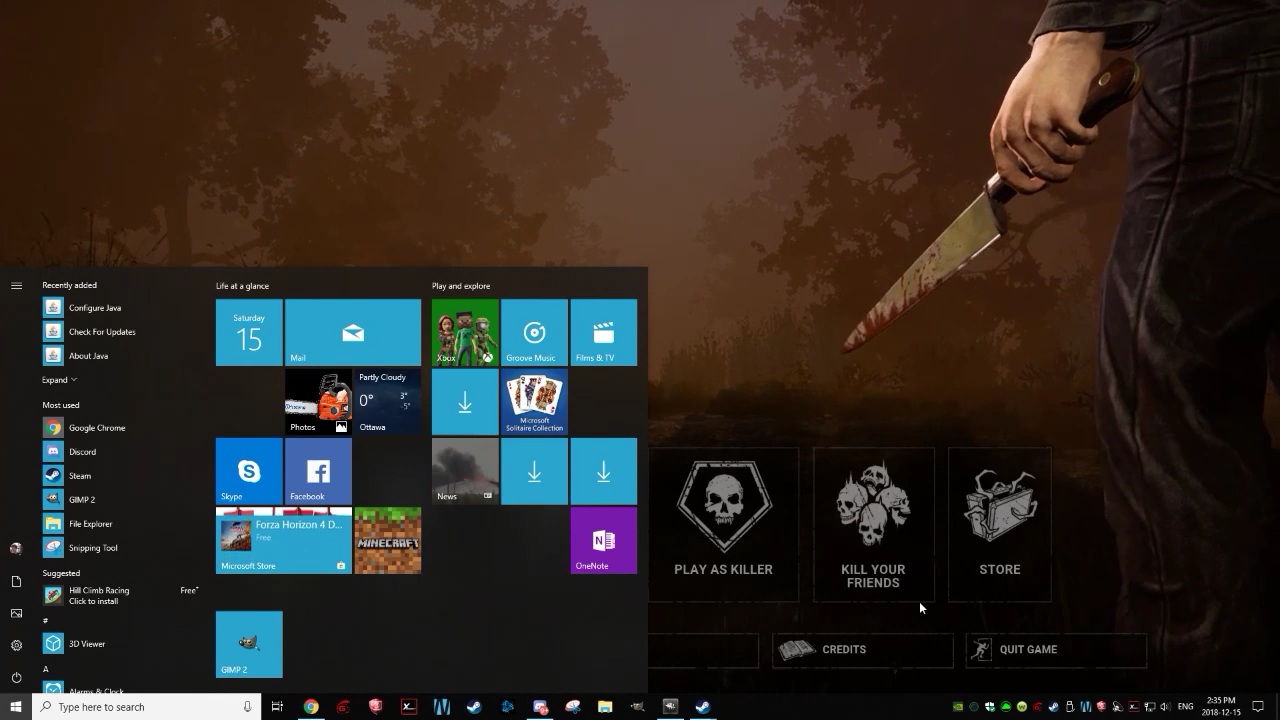 Recently added
Configure Java
Check For Updates
About Java
Expand
Most used
Google Chrome
Discord
Steam
GIMP 2
File Explorer
Snipping Tool
Suggested
Hill Climb Racing
Free*
Click to install
#
3D Viewer
A
Alarms & Clock
Life at a glance
Saturday
15
Mail
Photos
Partly Cloudy
0°
3°
-5°
Ottawa
Skype
Facebook
Forza Horizon 4 D...
Free
Microsoft Store
MINECRAFT
GIMP 2
Play and explore
Xbox
Groove Music
Films & TV
Microsoft
Solitaire Collection
News
N
OneNote
PLAY AS KILLER
KILL YOUR
FRIENDS
STORE
CREDITS
QUIT GAME
Type here to search
ENG
2:35 PM
2018-12-15